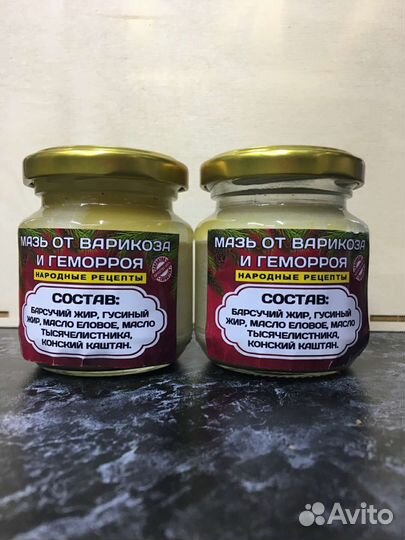 МАЗЬ ОТ ВАРИКОЗА
И ГЕМОРРОЯ
НАРОДНЫЕ РЕЦЕПТЫ
СОСТАВ:
БАРСУЧИЙ ЖИР, ГУСИНЫЙ
ЖИР, МАСЛО ЕЛОВОЕ, МАСЛО
ТЫСЯЧЕЛИСТНИКА,
КОНСКИЙ КАШТАН.
МАЗЬ ОТ ВАРИКОЗА
И ГЕМОРРОЯ
НАРОДНЫЕ РЕЦЕПТЫ
СОСТАВ:
БАРСУЧИЙ ЖИР, ГУСИНЫЙ
ЖИР, МАСЛО ЕЛОВОЕ, МАСЛО
ТЫСЯЧЕЛИСТНИКА,
КОНСКИЙ КАШТАН.
Avito